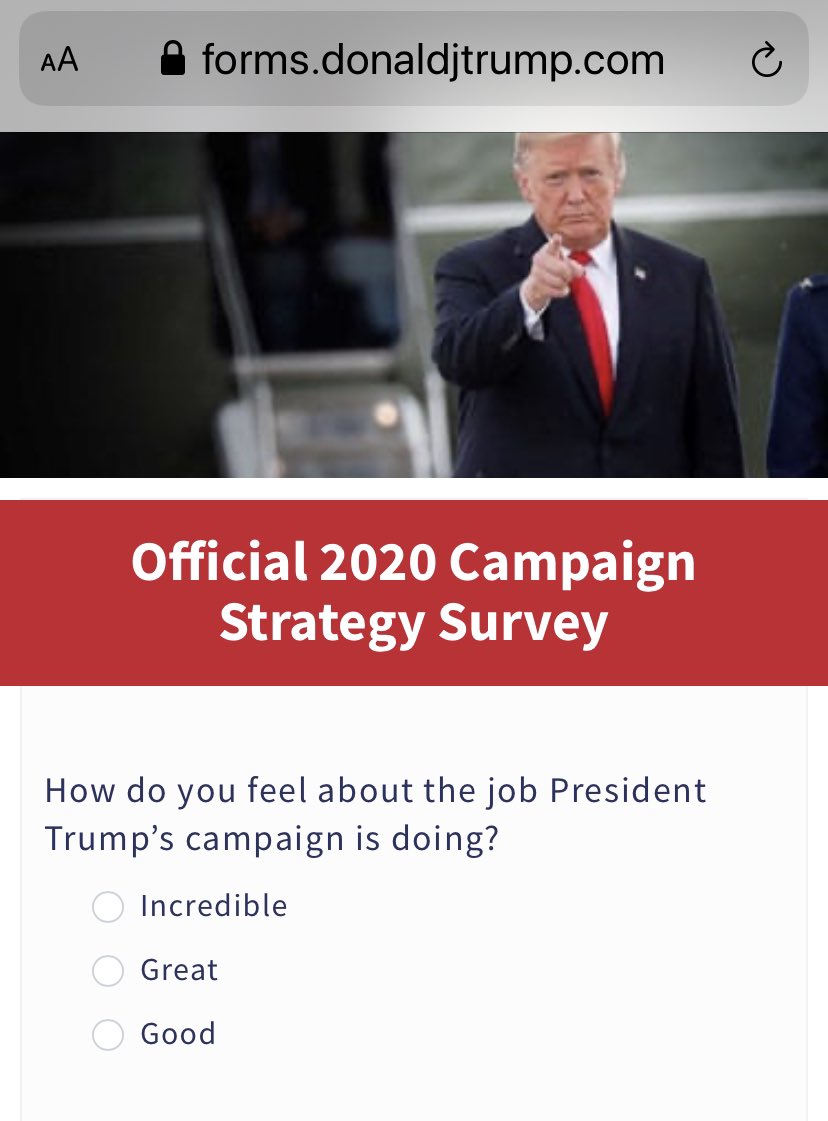 AA forms.donaldjtrump.com
Official 2020 Campaign
Strategy Survey
How do you feel about the job President
Trump’s campaign is doing?
Incredible
Great
Good